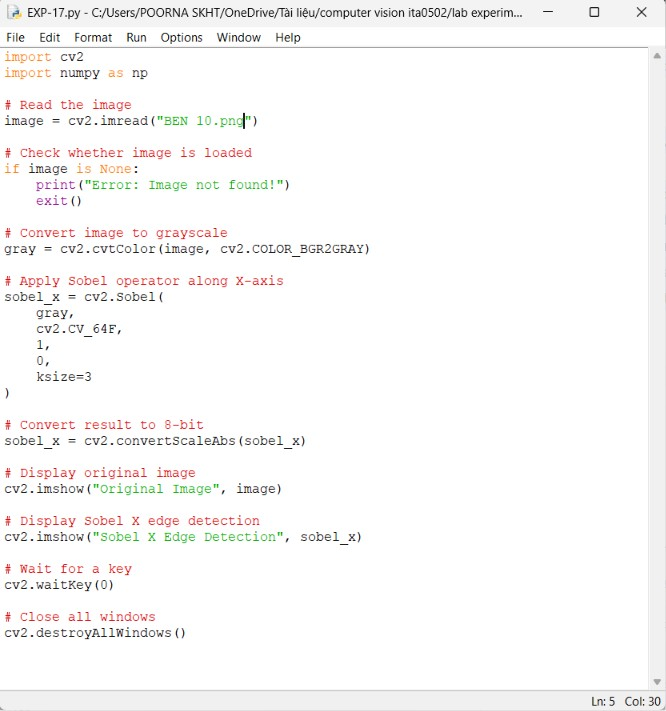 EXP-17.py - C:/Users/POORNA SKHT/OneDrive/Tài liệu/computer vision ita0502/lab experim...
File Edit Format Run Options Window Help
import cv2
import numpy as np

# Read the image
image = cv2.imread("BEN 10.png")

# Check whether image is loaded
if image is None:
    print("Error: Image not found!")
    exit()

# Convert image to grayscale
gray = cv2.cvtColor(image, cv2.COLOR_BGR2GRAY)

# Apply Sobel operator along X-axis
sobel_x = cv2.Sobel(
    gray,
    cv2.CV_64F,
    1,
    0,
    ksize=3
)

# Convert result to 8-bit
sobel_x = cv2.convertScaleAbs(sobel_x)

# Display original image
cv2.imshow("Original Image", image)

# Display Sobel X edge detection
cv2.imshow("Sobel X Edge Detection", sobel_x)

# Wait for a key
cv2.waitKey(0)

# Close all windows
cv2.destroyAllWindows()
Ln: 5 Col: 30